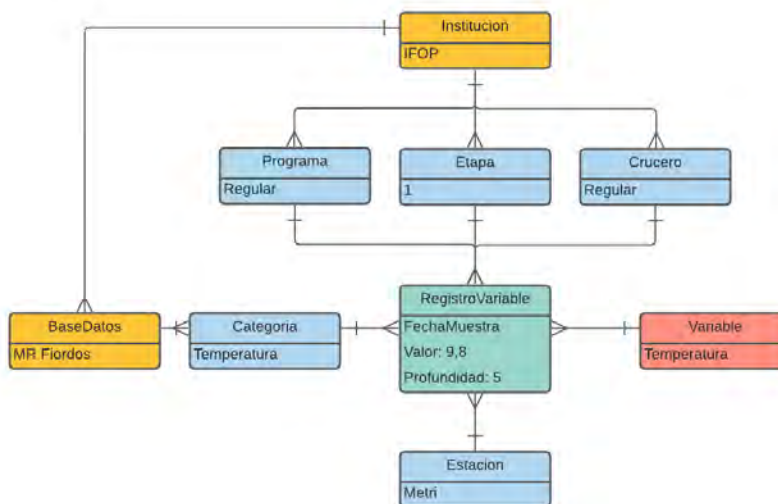 Institucion
IFOP
Programa
Regular
Etapa
1
Crucero
Regular
BaseDatos
MR Fiordos
Categoria
Temperatura
RegistroVariable
FechaMuestra
Valor: 9,8
Profundidad: 5
Variable
Temperatura
Estacion
Metri